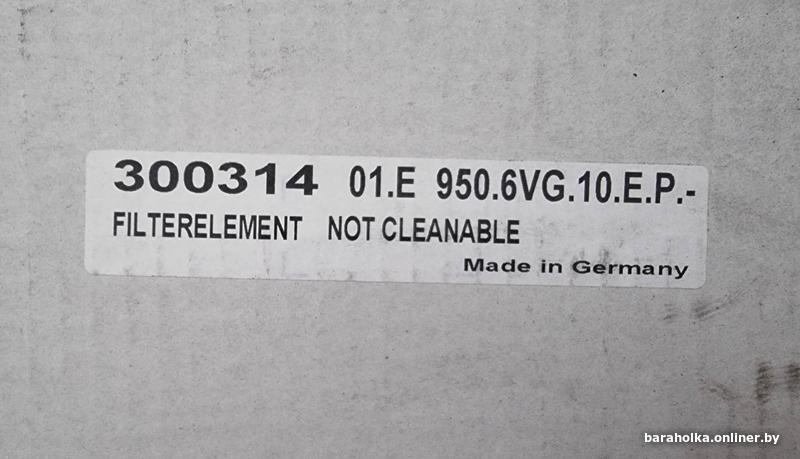 300314 01.E 950.6VG.10.E.P.-
FILTERELEMENT NOT CLEANABLE
Made in Germany
baraholka.onliner.by